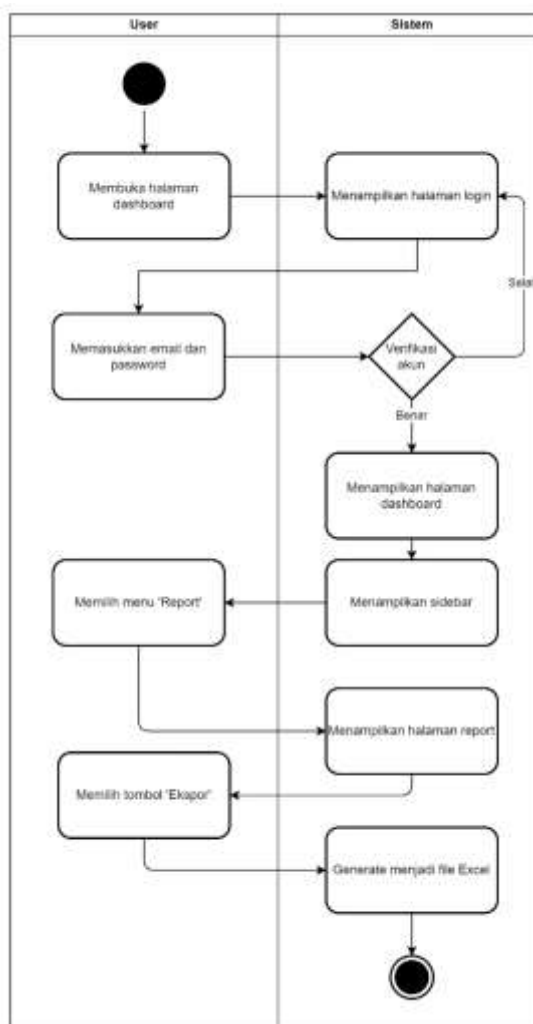 User
Sistem
Membuka halaman
dashboard
Menampilkan halaman login
Salah
Memasukkan email dan
password
Verifikasi
akun
Benar
Menampilkan halaman
dashboard
Memilih menu 'Report'
Menampilkan sidebar
Menampilkan halaman report
Memilih tombol 'Ekspor'
Generate menjadi file Excel